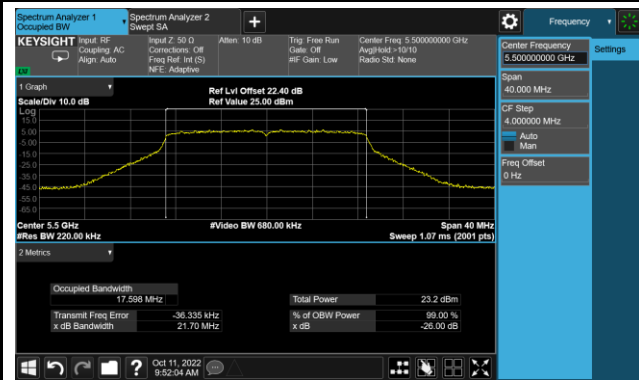 Spectrum Analyzer 1
Occupied BW
Spectrum Analyzer 2
Swept SA
+
Frequency
KEYSIGHT
Input: RF
Coupling: AC
Align: Auto
Input Z: 50 Ω
Corrections: Off
Freq Ref: Int (S)
NFE: Adaptive
Atten: 10 dB
Trig: Free Run
Gate: Off
#IF Gain: Low
Center Freq: 5.500000000 GHz
Avg|Hold:>10/10
Radio Std: None
Center Frequency
5.500000000 GHz
Settings
Span
40.000 MHz
CF Step
4.000000 MHz
Auto
Man
Freq Offset
0 Hz
1 Graph
Scale/Div 10.0 dB
Ref Lvl Offset 22.40 dB
Ref Value 25.00 dBm
Log
15.0
5.00
-5.00
-15.0
-25.0
-35.0
-45.0
-55.0
-65.0
Center 5.5 GHz
#Video BW 680.00 kHz
Span 40 MHz
#Res BW 220.00 kHz
Sweep 1.07 ms (2001 pts)
2 Metrics
Occupied Bandwidth
17.598 MHz
Total Power 23.2 dBm
Transmit Freq Error -36.335 kHz
% of OBW Power 99.00 %
x dB Bandwidth 21.70 MHz
x dB -26.00 dB
?
Oct 11, 2022
9:52:04 AM